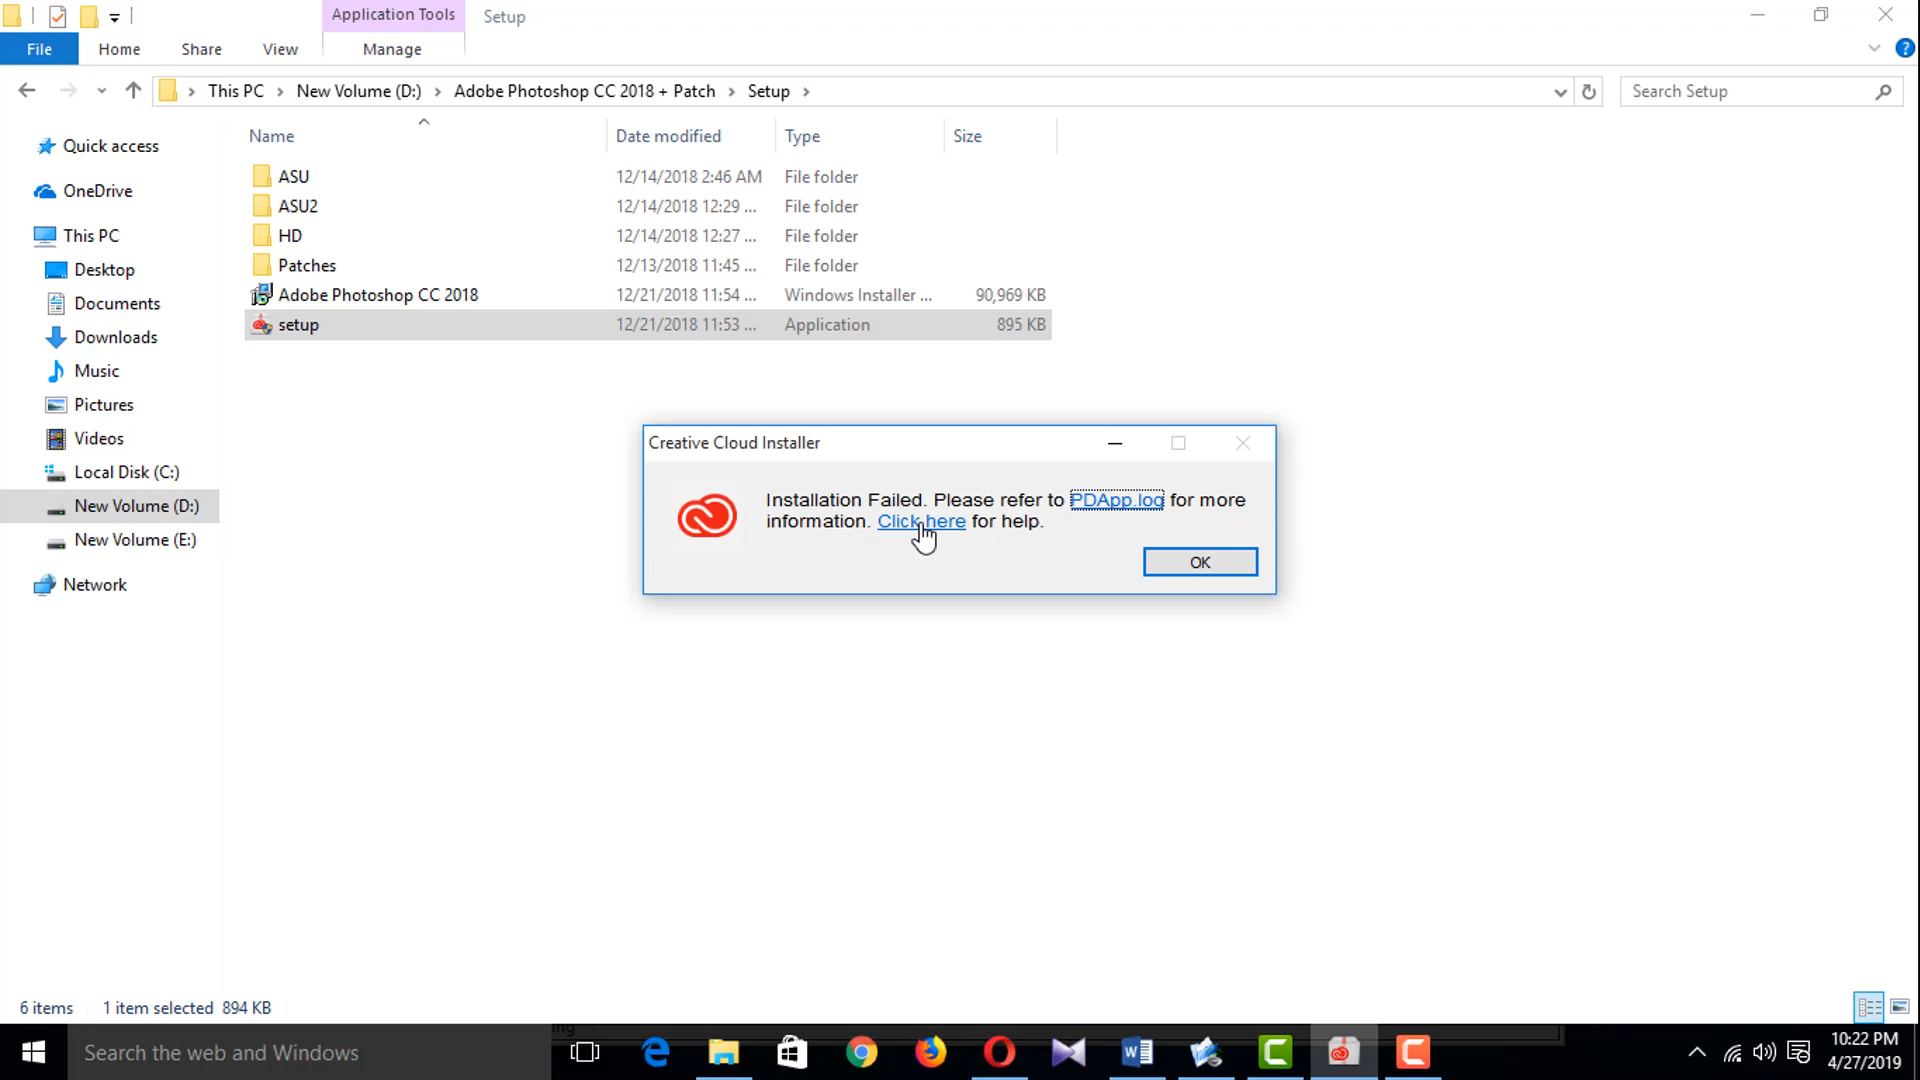 Application Tools
Setup
File
Home
Share
View
Manage
This PC
New Volume (D:)
Adobe Photoshop CC 2018 + Patch
Setup
Search Setup
Name
Date modified
Type
Size
Quick access
OneDrive
This PC
Desktop
Documents
Downloads
Music
Pictures
Videos
Local Disk (C:)
New Volume (D:)
New Volume (E:)
Network
ASU 12/14/2018 2:46 AM File folder
ASU2 12/14/2018 12:29 ... File folder
HD 12/14/2018 12:27 ... File folder
Patches 12/13/2018 11:45 ... File folder
Adobe Photoshop CC 2018 12/21/2018 11:54 ... Windows Installer ... 90,969 KB
setup 12/21/2018 11:53 ... Application 895 KB
Creative Cloud Installer
Installation Failed. Please refer to PDApp.log for more
information. Click here for help.
OK
6 items 1 item selected 894 KB
Search the web and Windows
10:22 PM
4/27/2019